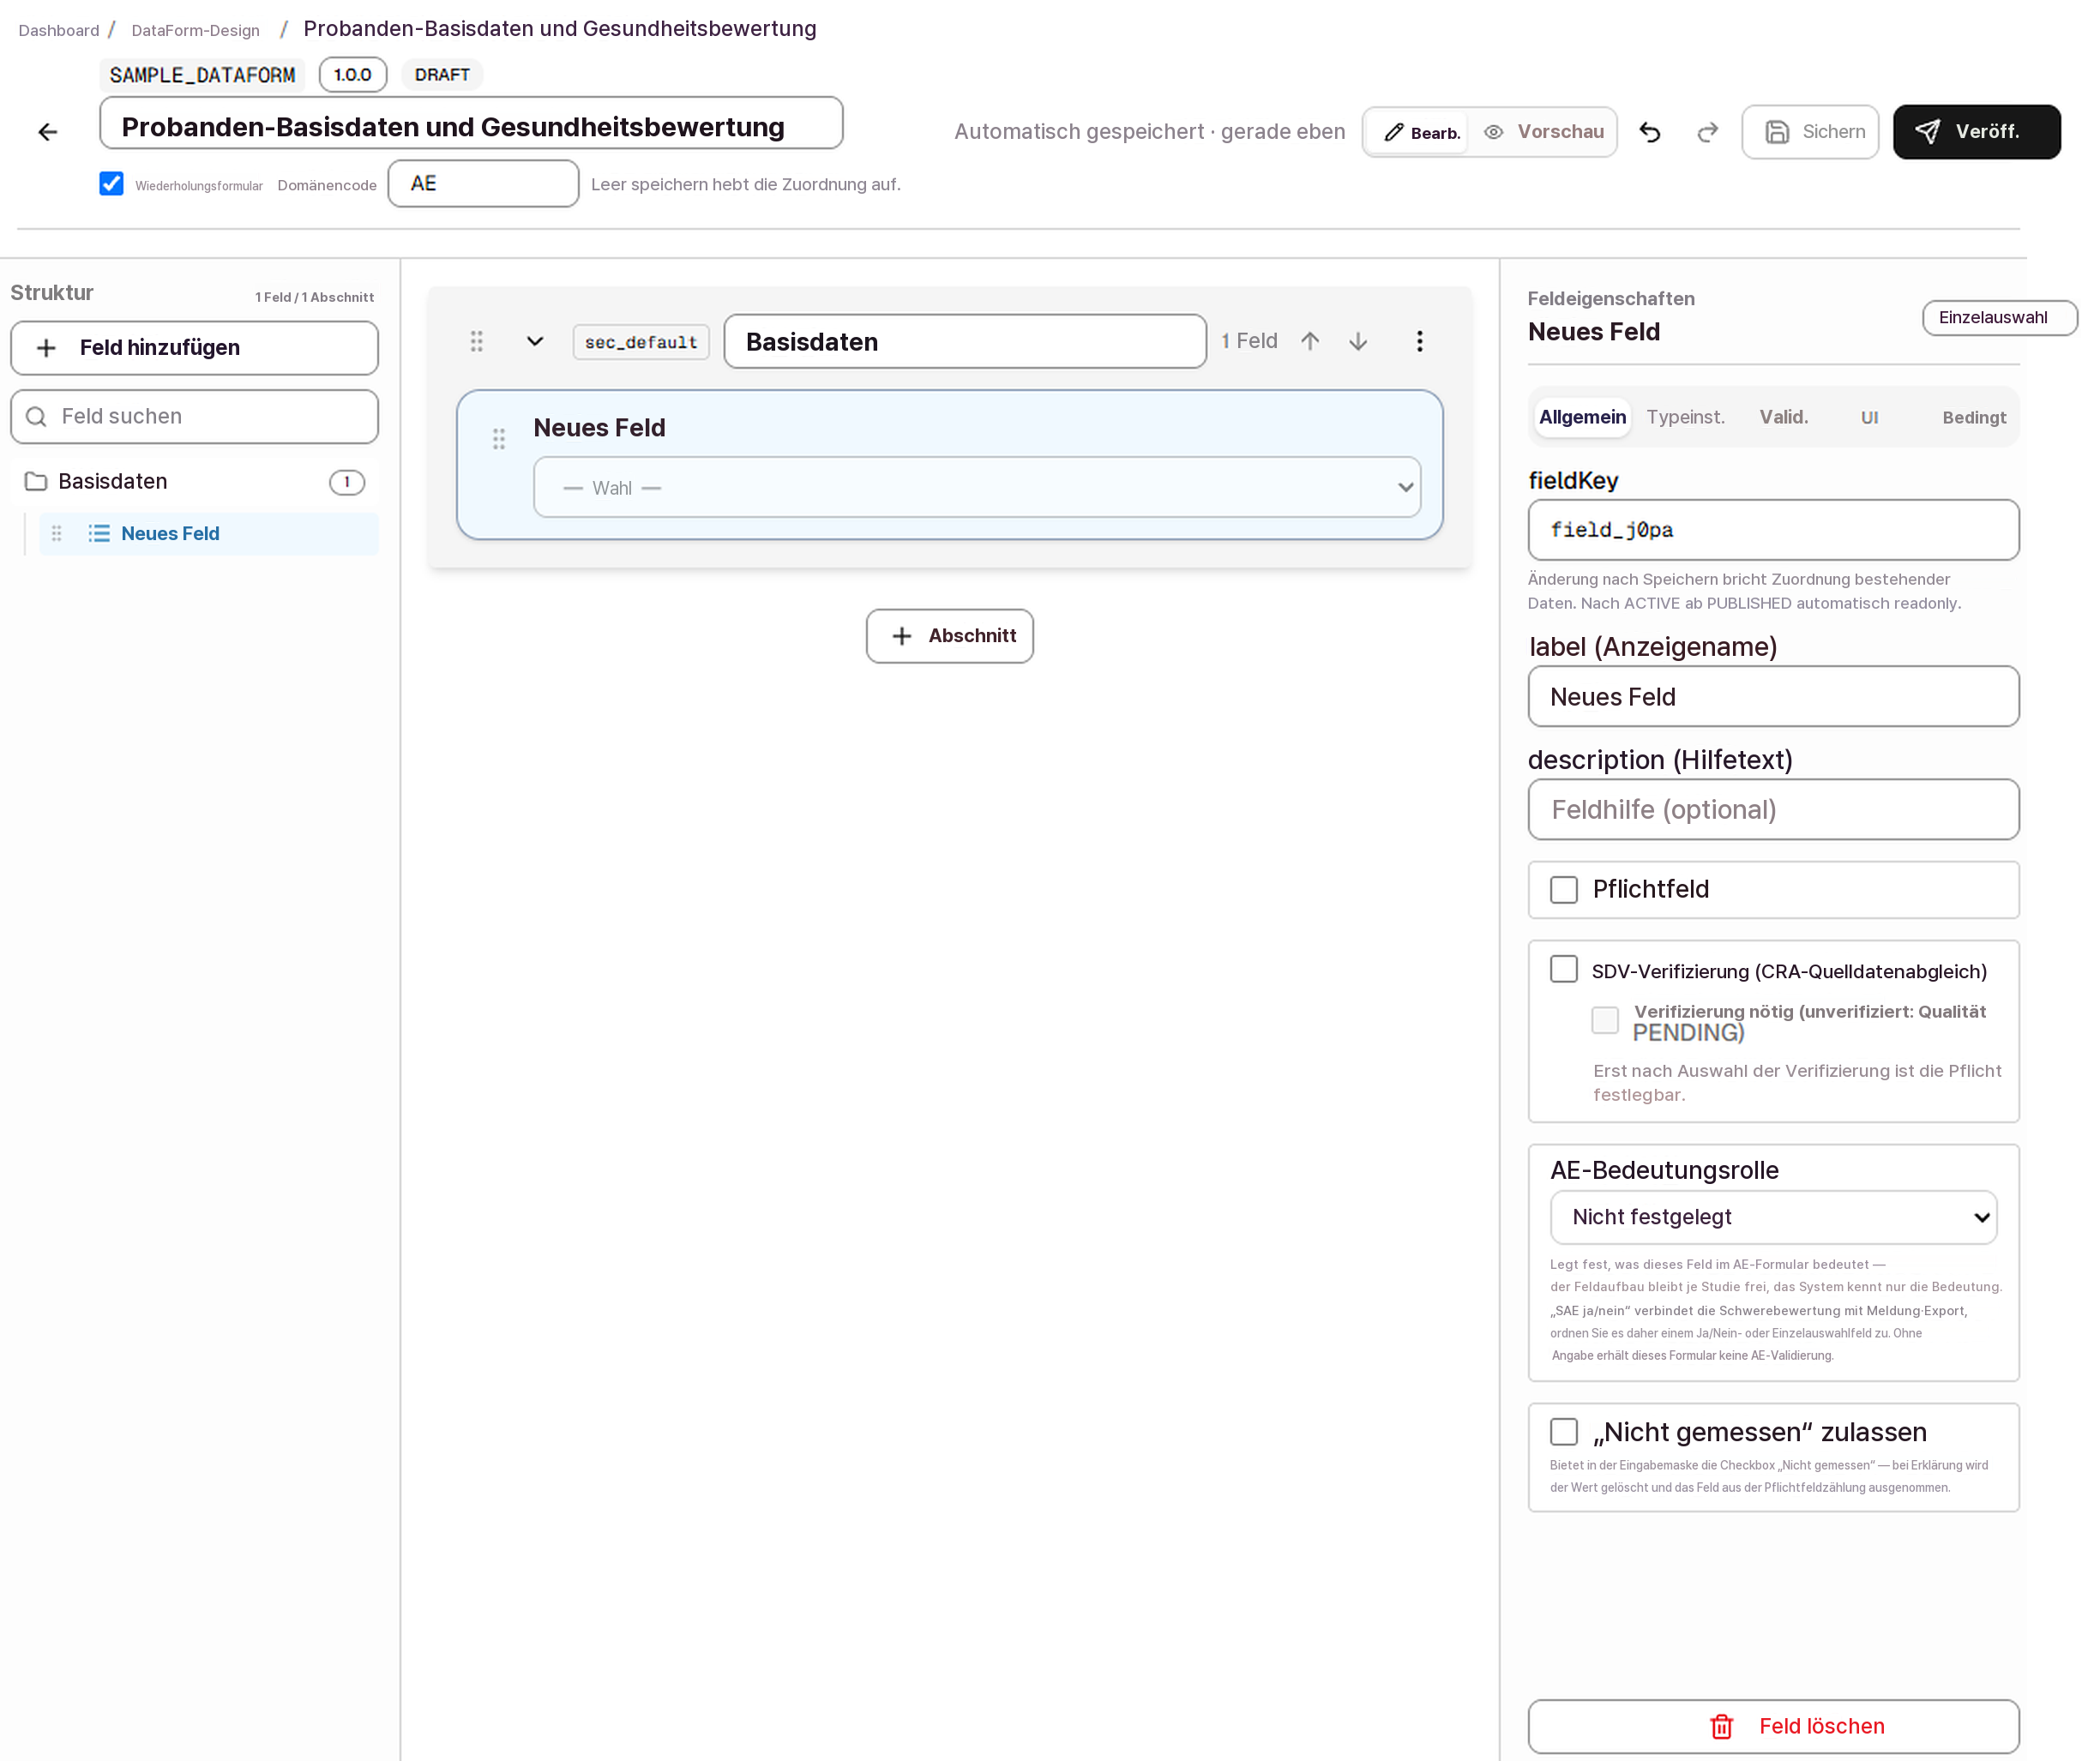 Dashboard / DataForm-Design / Probanden-Basisdaten und Gesundheitsbewertung
SAMPLE_DATAFORM 1.0.0 DRAFT
Probanden-Basisdaten und Gesundheitsbewertung
Automatisch gespeichert · gerade eben
Bearb.
Vorschau
Sichern
Veröff.
Wiederholungsformular Domänencode AE Leer speichern hebt die Zuordnung auf.
Struktur
1 Feld / 1 Abschnitt
Feld hinzufügen
Feld suchen
Basisdaten 1
Neues Feld
sec_default Basisdaten 1 Feld
Neues Feld
— Wahl —
Abschnitt
Feldeigenschaften
Neues Feld
Einzelauswahl
Allgemein Typeinst. Valid. UI Bedingt
fieldKey
field_j0pa
Änderung nach Speichern bricht Zuordnung bestehender
Daten. Nach ACTIVE ab PUBLISHED automatisch readonly.
label (Anzeigename)
Neues Feld
description (Hilfetext)
Feldhilfe (optional)
Pflichtfeld
SDV-Verifizierung (CRA-Quelldatenabgleich)
Verifizierung nötig (unverifiziert: Qualität
PENDING)
Erst nach Auswahl der Verifizierung ist die Pflicht
festlegbar.
AE-Bedeutungsrolle
Nicht festgelegt
Legt fest, was dieses Feld im AE-Formular bedeutet —
der Feldaufbau bleibt je Studie frei, das System kennt nur die Bedeutung.
„SAE ja/nein“ verbindet die Schwerebewertung mit Meldung·Export,
ordnen Sie es daher einem Ja/Nein- oder Einzelauswahlfeld zu. Ohne
Angabe erhält dieses Formular keine AE-Validierung.
„Nicht gemessen“ zulassen
Bietet in der Eingabemaske die Checkbox „Nicht gemessen“ — bei Erklärung wird
der Wert gelöscht und das Feld aus der Pflichtfeldzählung ausgenommen.
Feld löschen